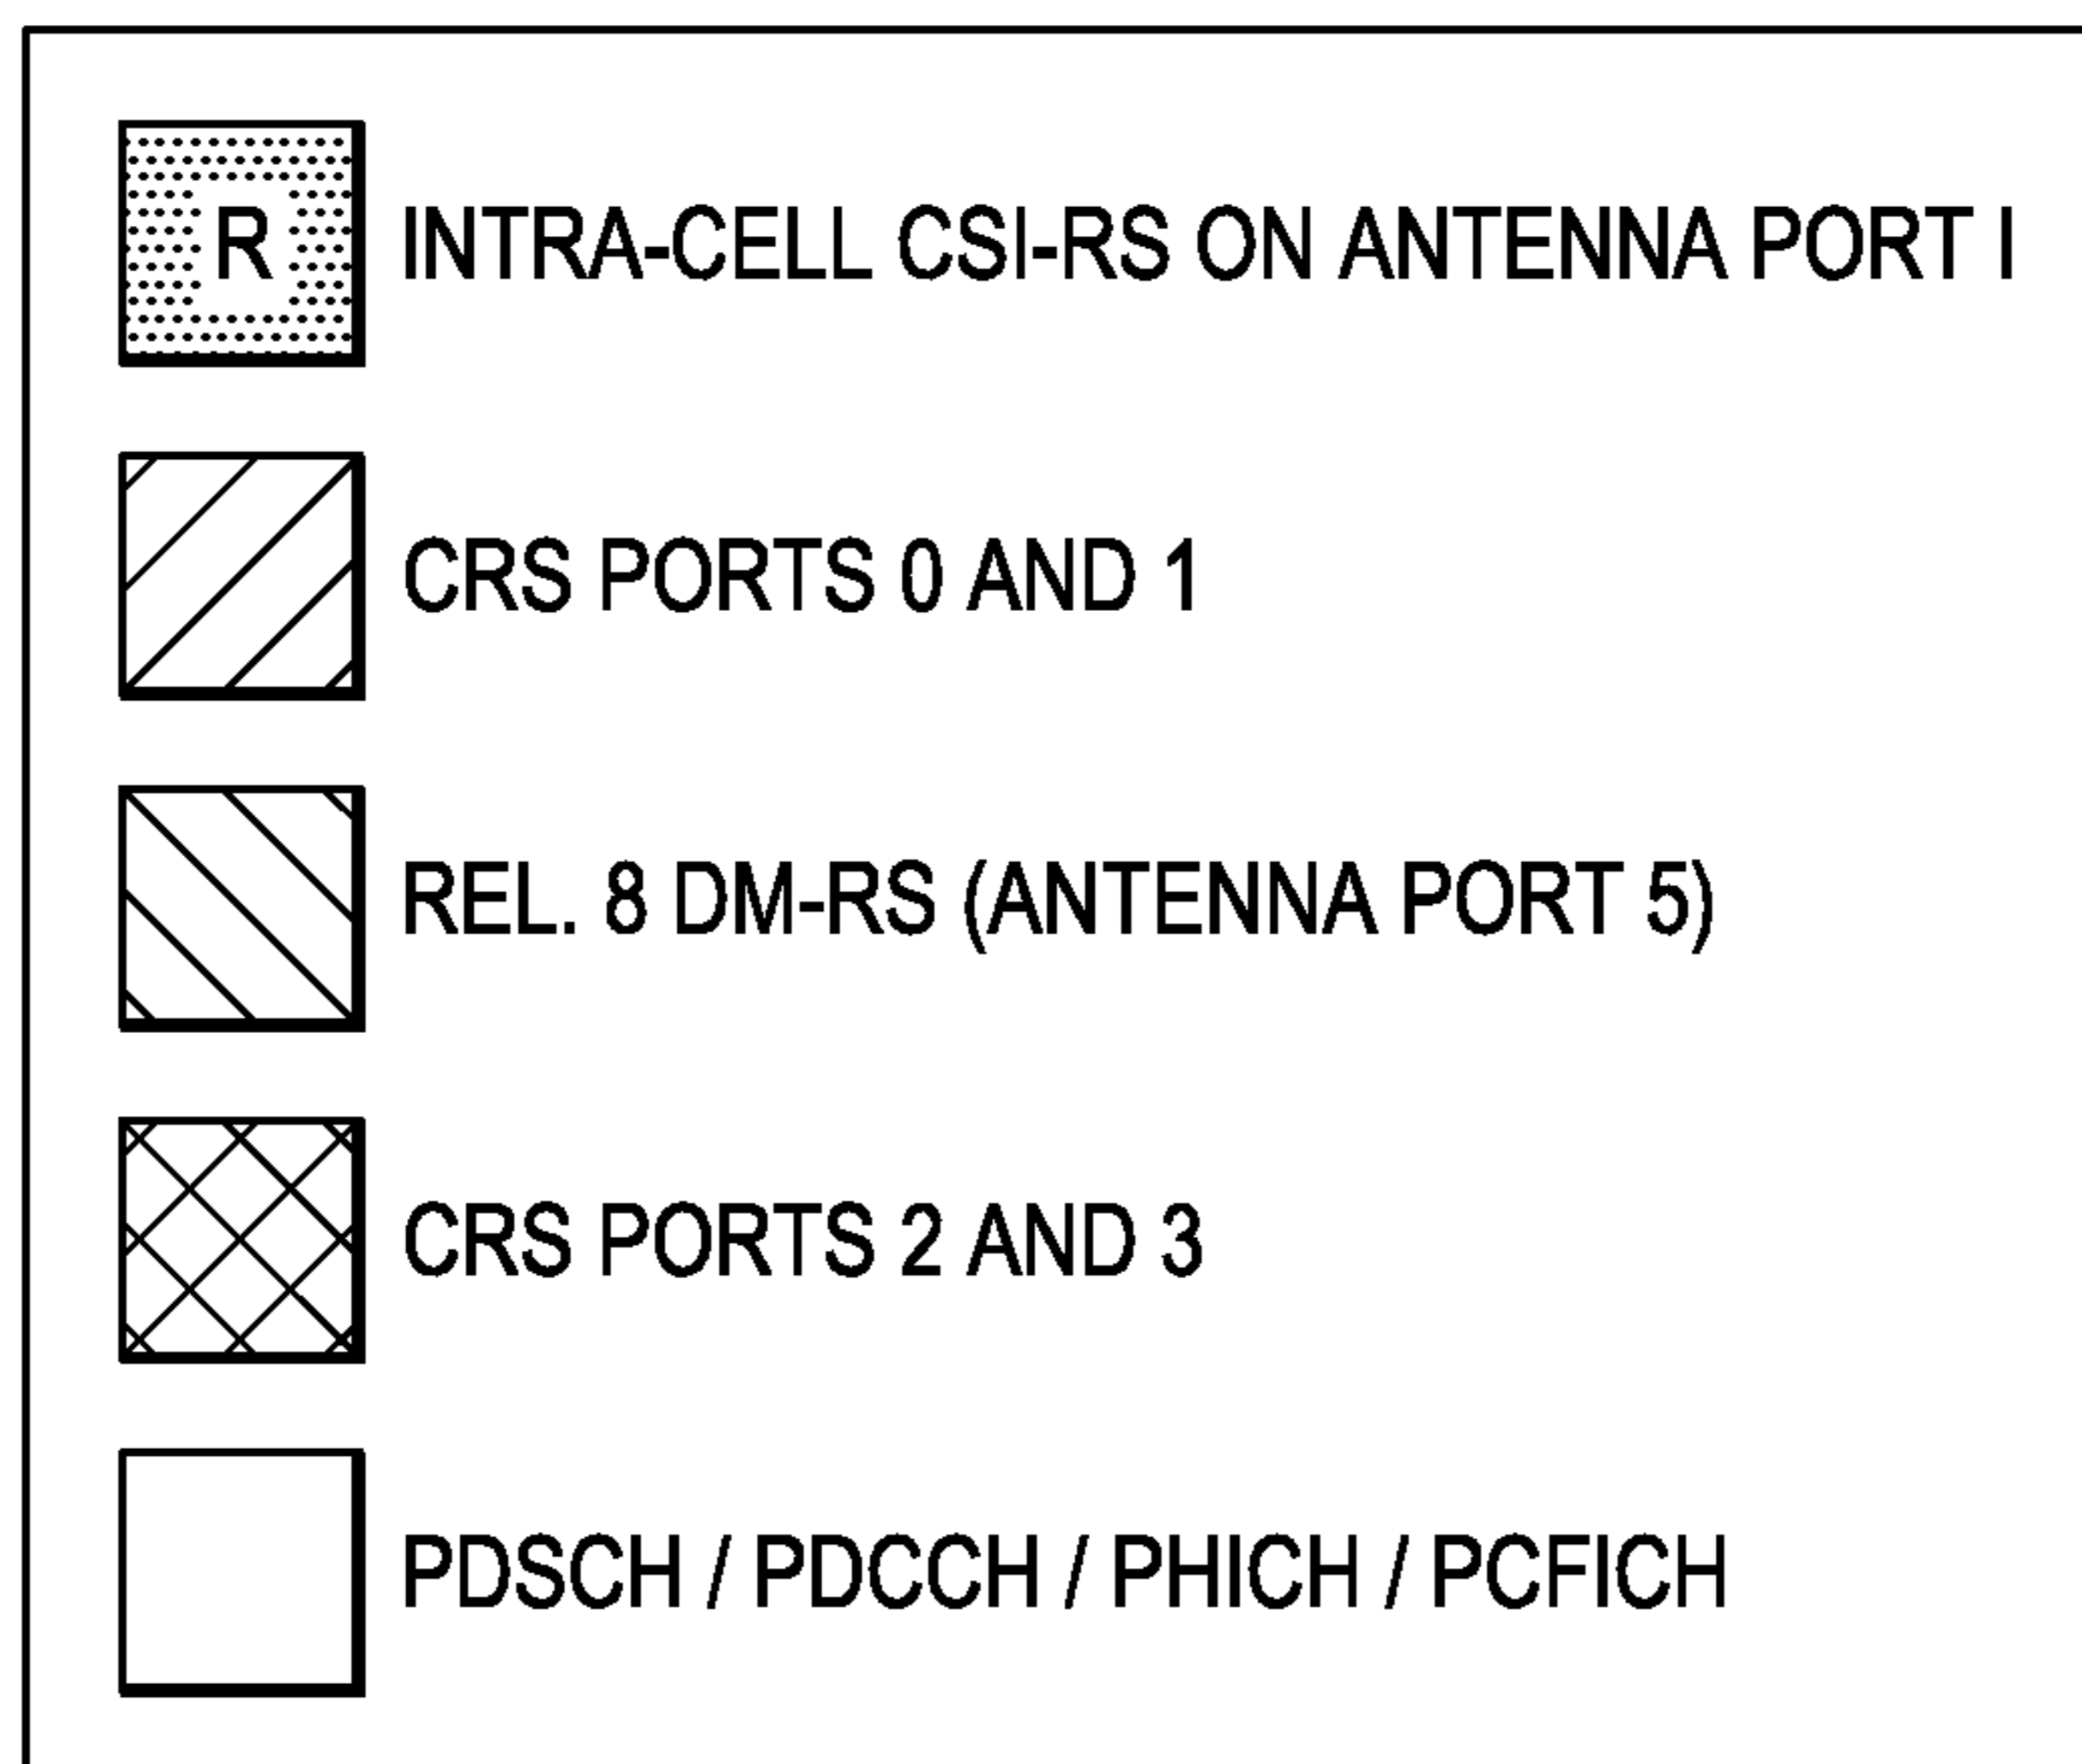 R INTRA-CELL CSI-RS ON ANTENNA PORT I
CRS PORTS 0 AND 1
REL. 8 DM-RS (ANTENNA PORT 5)
CRS PORTS 2 AND 3
PDSCH / PDCCH / PHICH / PCFICH